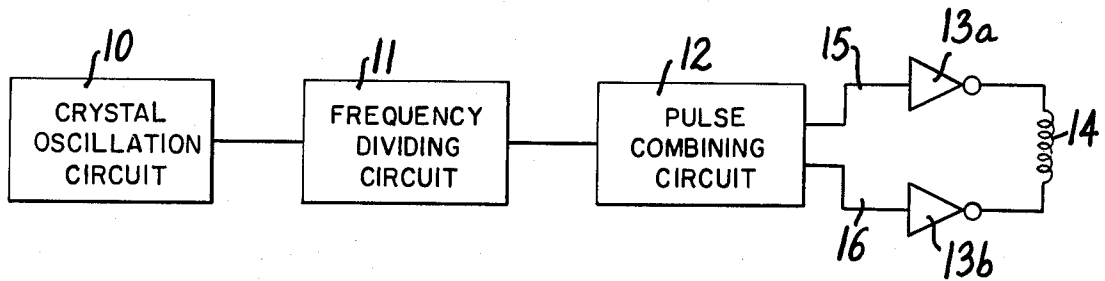 10
11
12
15
13a
CRYSTAL
OSCILLATION
CIRCUIT
FREQUENCY
DIVIDING
CIRCUIT
PULSE
COMBINING
CIRCUIT
14
16
13b